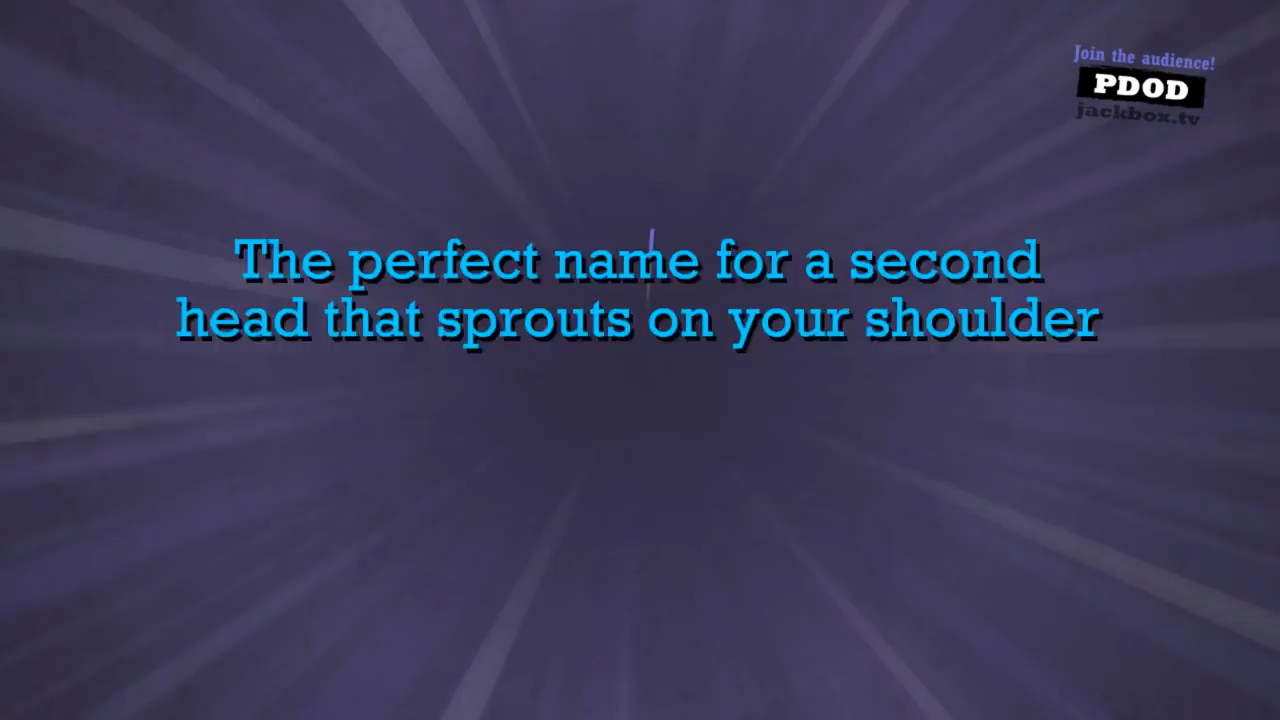 Join the audience!
PDOD
jackbox.tv
The perfect name for a second
head that sprouts on your shoulder